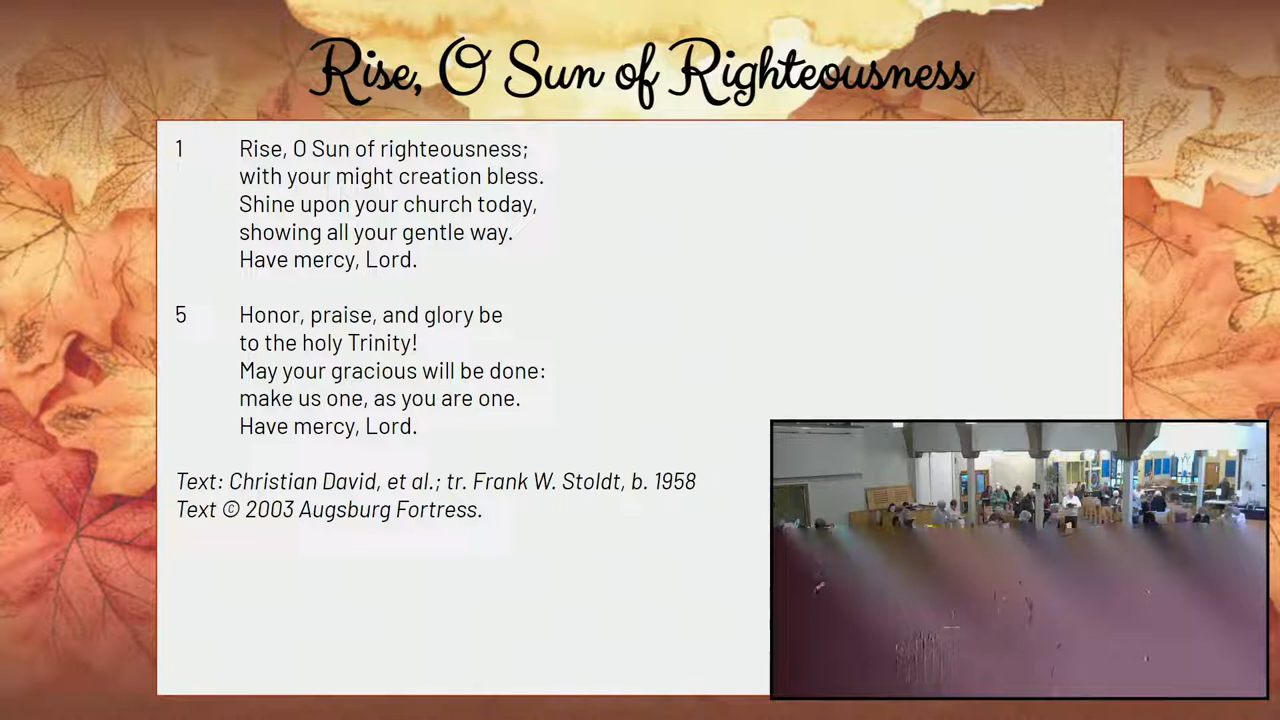 Rise, O Sun of Righteousness
1 Rise, O Sun of righteousness;
with your might creation bless.
Shine upon your church today,
showing all your gentle way.
Have mercy, Lord.
5 Honor, praise, and glory be
to the holy Trinity!
May your gracious will be done:
make us one, as you are one.
Have mercy, Lord.
Text: Christian David, et al.; tr. Frank W. Stoldt, b. 1958
Text © 2003 Augsburg Fortress.